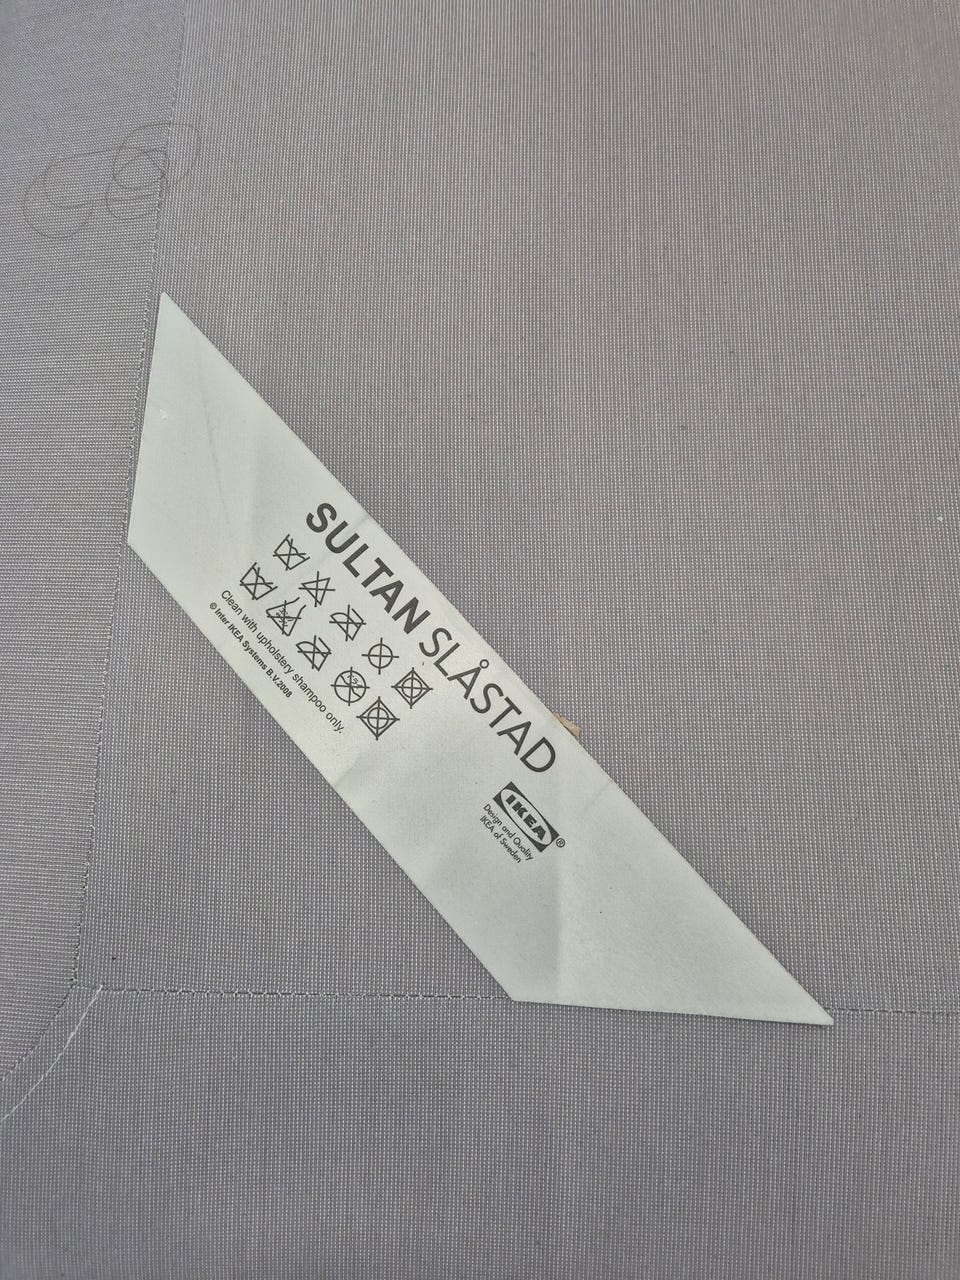 SULTAN SLÅSTAD
Clean with upholstery shampoo only.
© Inter IKEA Systems B.V.2008
IKEA®
Design and Quality
IKEA of Sweden